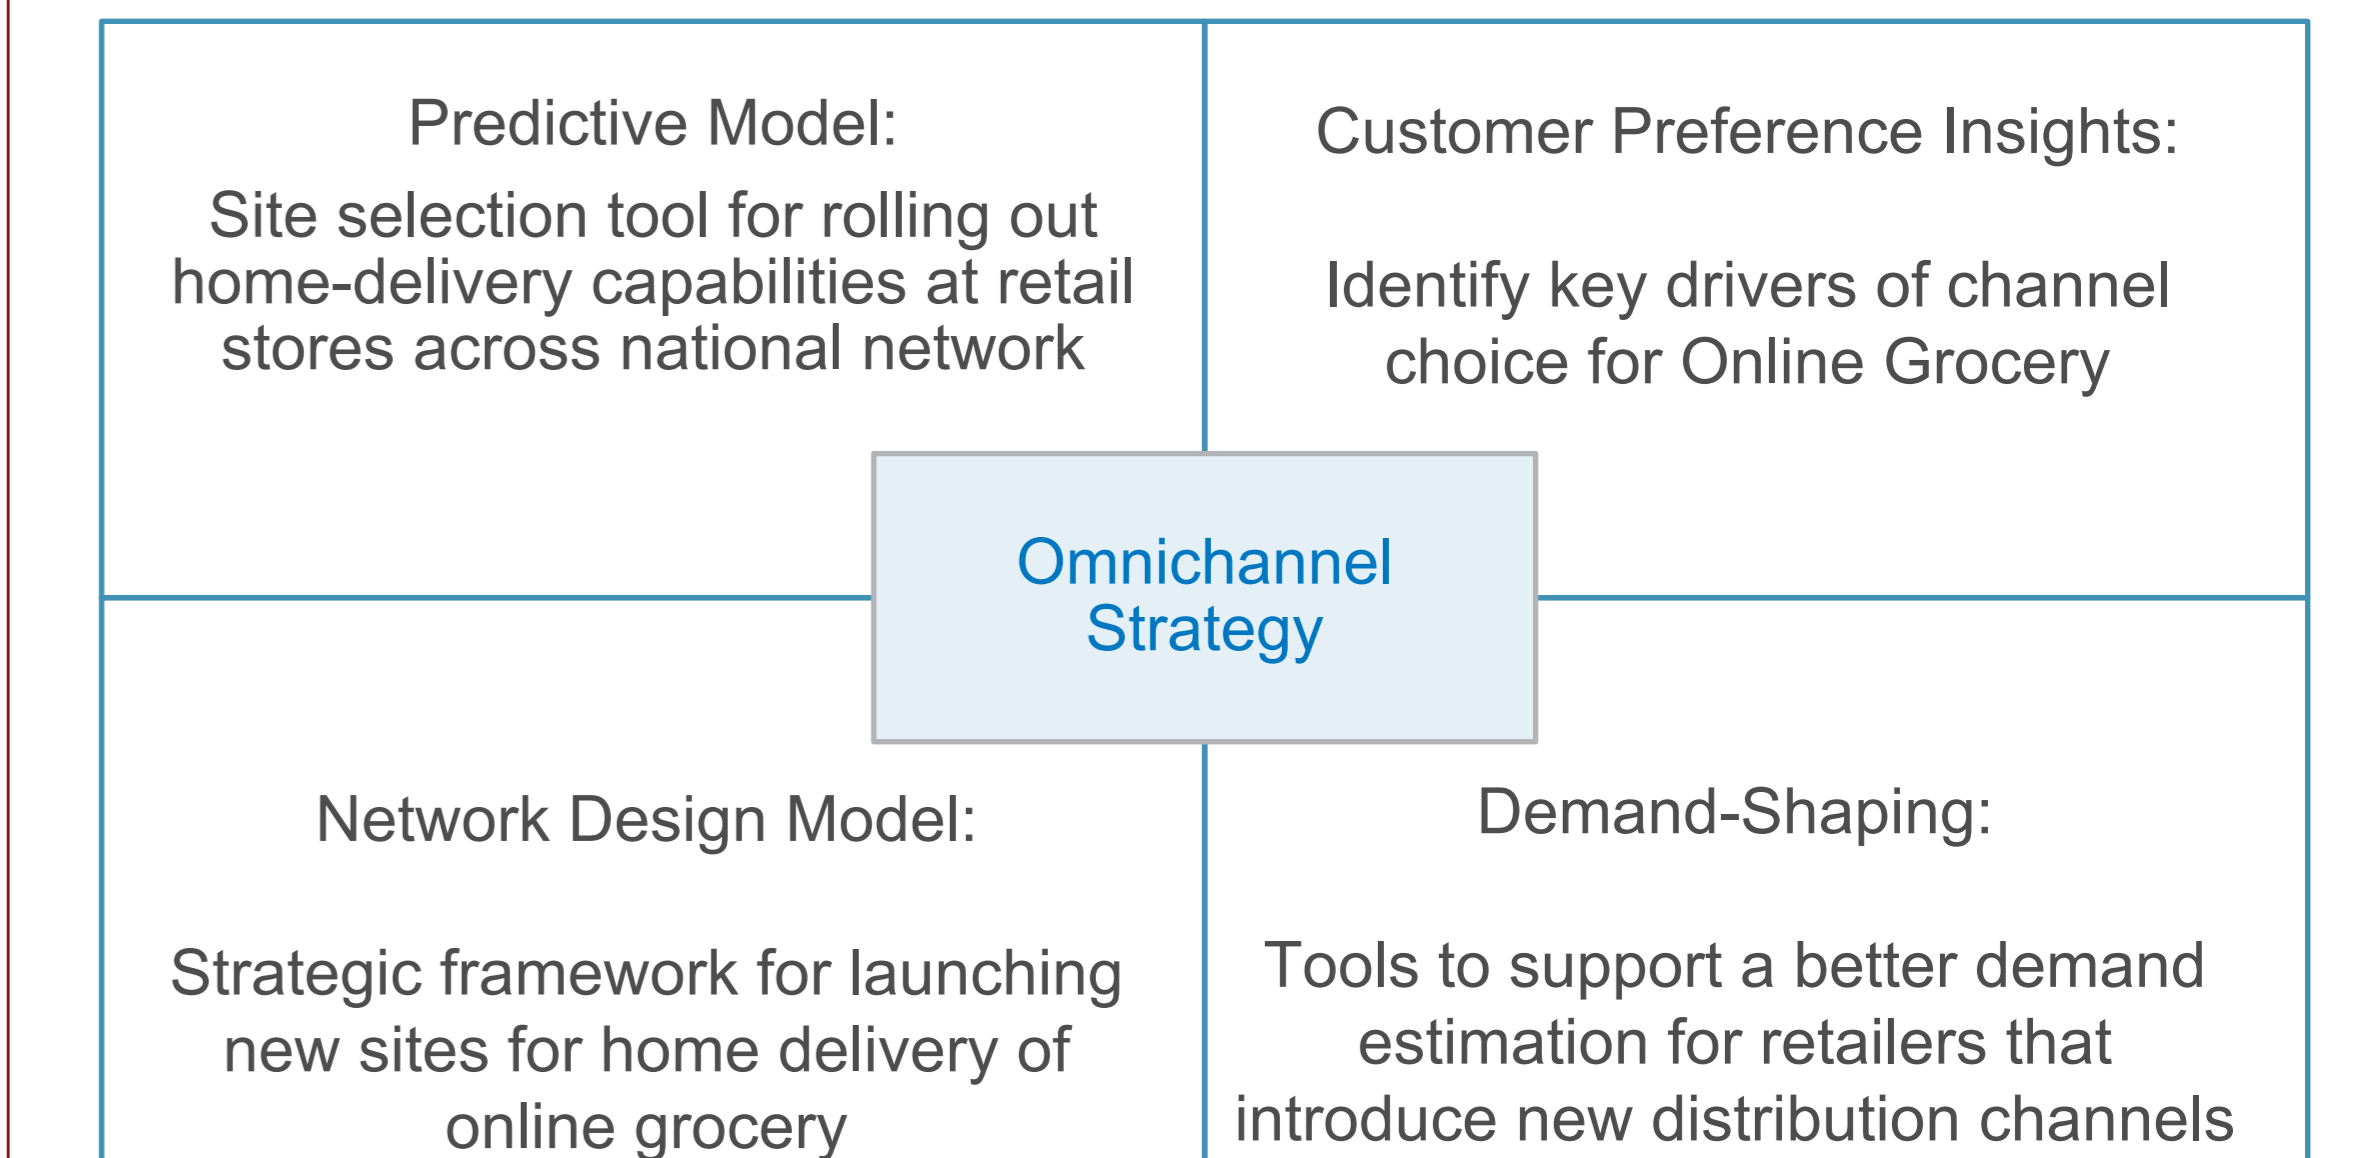 Predictive Model:
Site selection tool for rolling out
home-delivery capabilities at retail
stores across national network
Customer Preference Insights:
Identify key drivers of channel
choice for Online Grocery
Omnichannel
Strategy
Network Design Model:
Strategic framework for launching
new sites for home delivery of
online grocery
Demand-Shaping:
Tools to support a better demand
estimation for retailers that
introduce new distribution channels